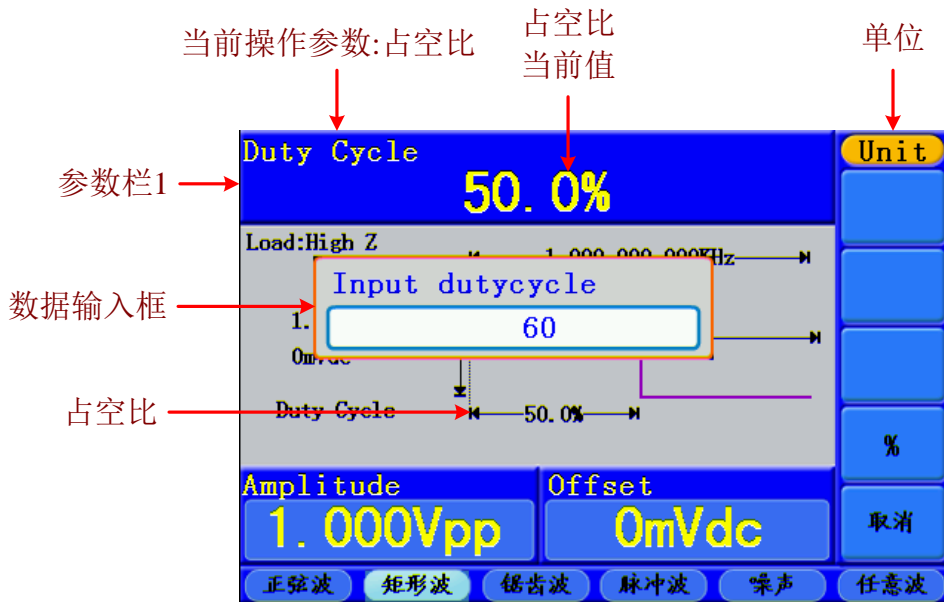 当前操作参数:占空比
占空比
当前值
单位
Duty Cycle
Unit
参数栏1
50.0%
Load:High Z
Input dutycycle
数据输入框
60
1.
占空比
Duty Cycle
50.0%
%
Amplitude
Offset
1.000Vpp
0mVdc
取消
正弦波
矩形波
锯齿波
脉冲波
噪声
任意波